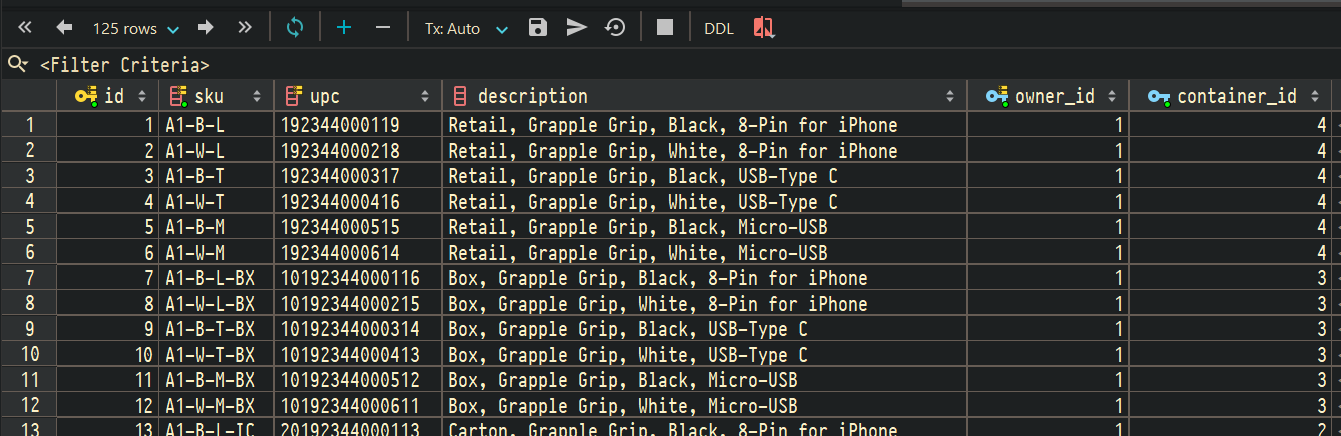 125 rows Tx: Auto DDL
<Filter Criteria>
id sku upc description owner_id container_id
1 1 A1-B-L 192344000119 Retail, Grapple Grip, Black, 8-Pin for iPhone 1 4
2 2 A1-W-L 192344000218 Retail, Grapple Grip, White, 8-Pin for iPhone 1 4
3 3 A1-B-T 192344000317 Retail, Grapple Grip, Black, USB-Type C 1 4
4 4 A1-W-T 192344000416 Retail, Grapple Grip, White, USB-Type C 1 4
5 5 A1-B-M 192344000515 Retail, Grapple Grip, Black, Micro-USB 1 4
6 6 A1-W-M 192344000614 Retail, Grapple Grip, White, Micro-USB 1 4
7 7 A1-B-L-BX 10192344000116 Box, Grapple Grip, Black, 8-Pin for iPhone 1 3
8 8 A1-W-L-BX 10192344000215 Box, Grapple Grip, White, 8-Pin for iPhone 1 3
9 9 A1-B-T-BX 10192344000314 Box, Grapple Grip, Black, USB-Type C 1 3
10 10 A1-W-T-BX 10192344000413 Box, Grapple Grip, White, USB-Type C 1 3
11 11 A1-B-M-BX 10192344000512 Box, Grapple Grip, Black, Micro-USB 1 3
12 12 A1-W-M-BX 10192344000611 Box, Grapple Grip, White, Micro-USB 1 3
13 13 A1-B-L-IC 20192344000113 Carton, Grapple Grip, Black, 8-Pin for iPhone 1 2